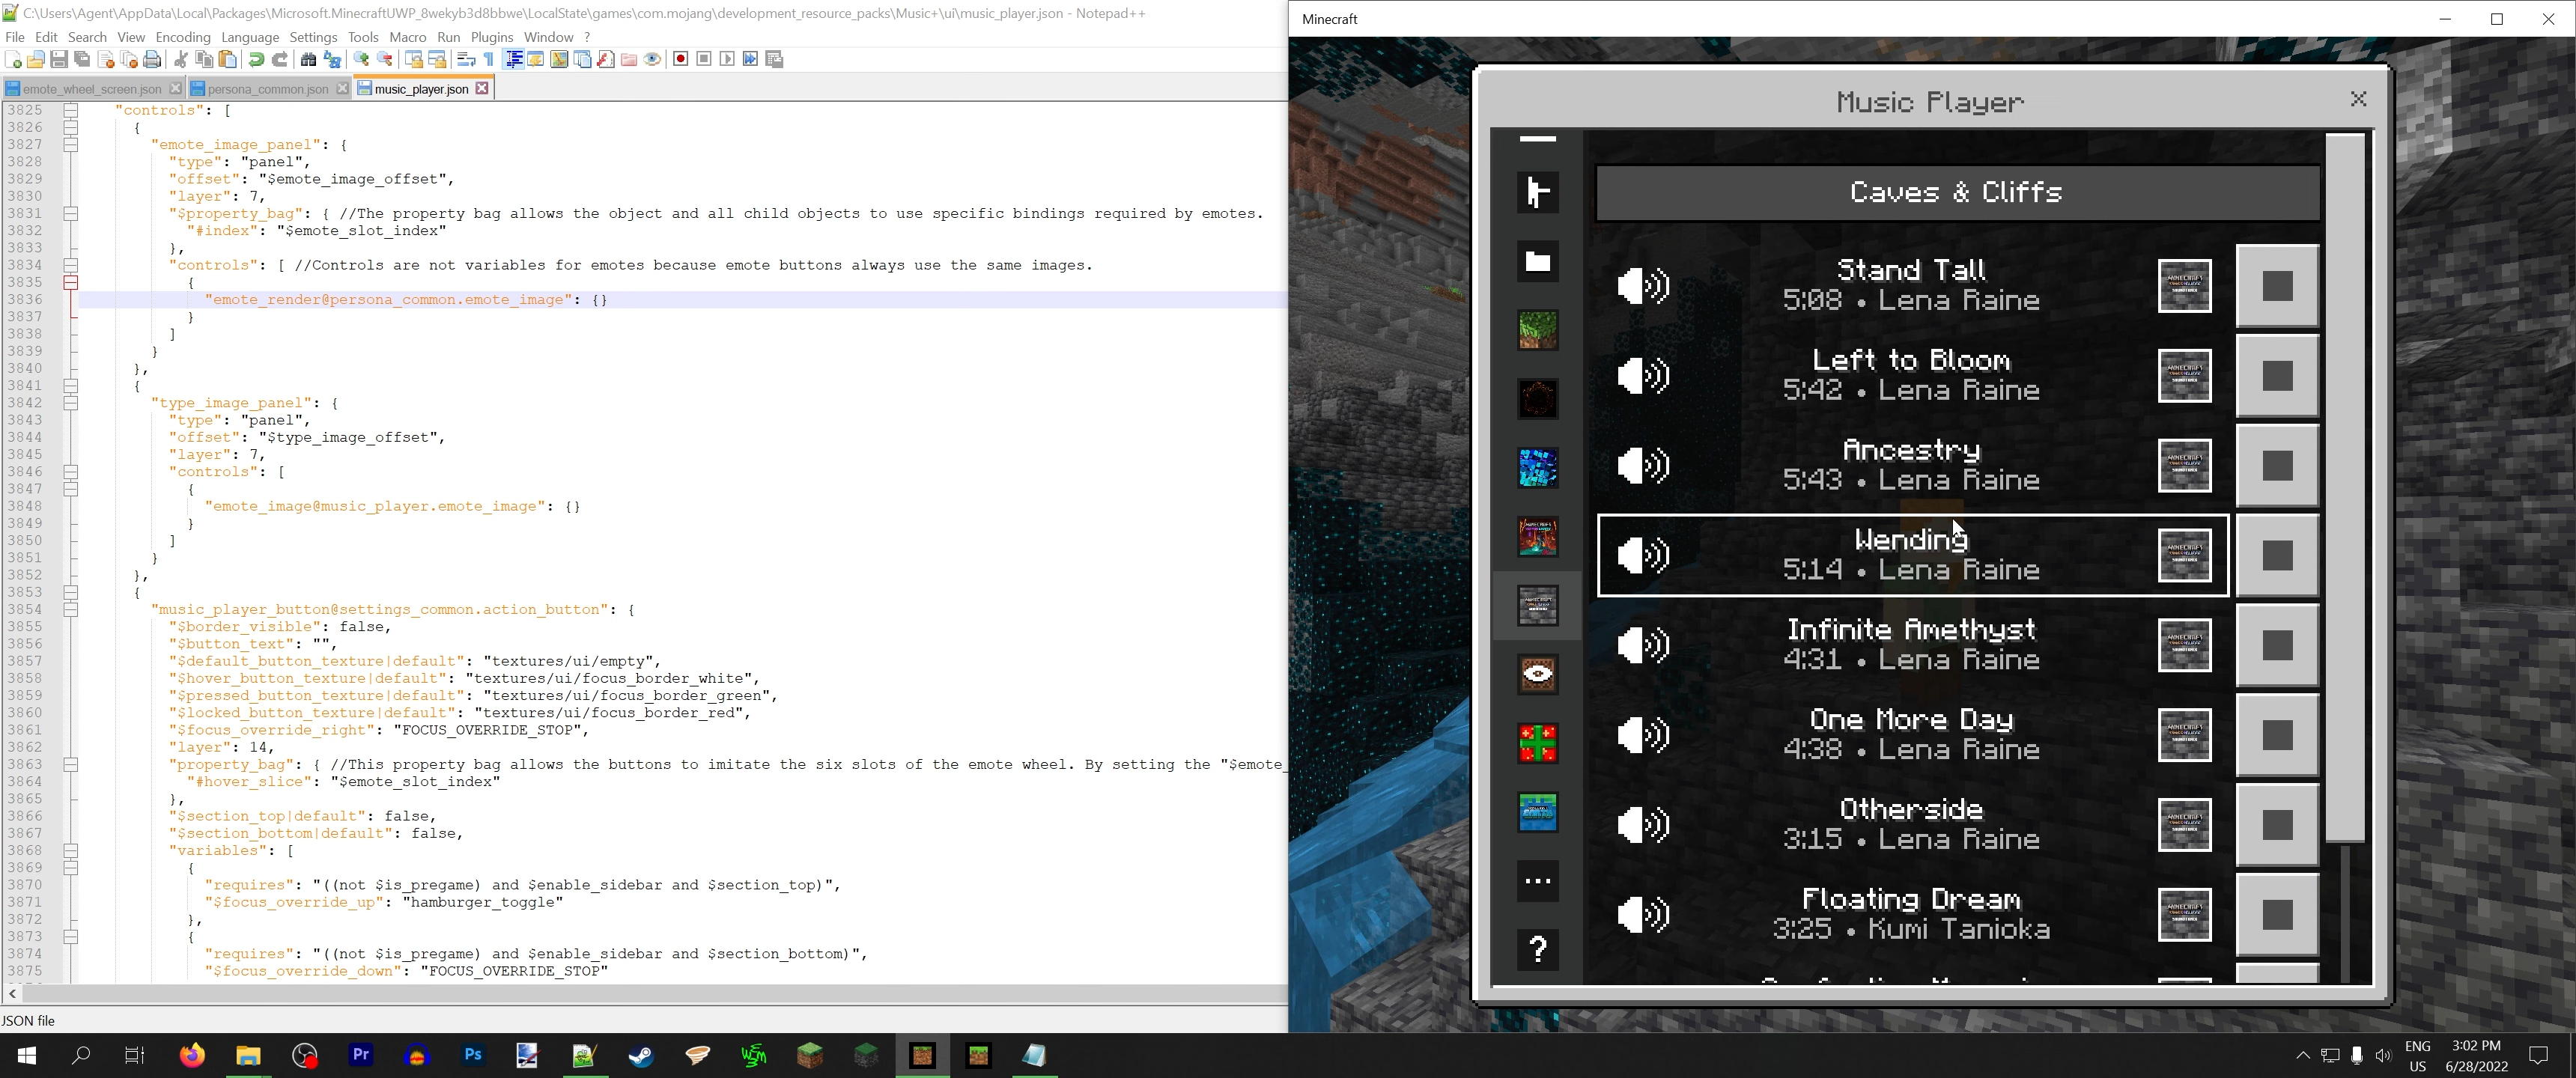 C:\Users\Agent\AppData\Local\Packages\Microsoft.MinecraftUWP_8wekyb3d8bbwe\LocalState\games\com.mojang\development_resource_packs\Music+\ui\music_player.json - Notepad++
File Edit Search View Encoding Language Settings Tools Macro Run Plugins Window ?
emote_wheel_screen.json persona_common.json music_player.json
3825 "controls": [
3826 {
3827 "emote_image_panel": {
3828 "type": "panel",
3829 "offset": "$emote_image_offset",
3830 "layer": 7,
3831 "$property_bag": { //The property bag allows the object and all child objects to use specific bindings required by emotes.
3832 "#index": "$emote_slot_index"
3833 },
3834 "controls": [ //Controls are not variables for emotes because emote buttons always use the same images.
3835 {
3836 "emote_render@persona_common.emote_image": {}
3837 }
3838 ]
3839 }
3840 },
3841 {
3842 "type_image_panel": {
3843 "type": "panel",
3844 "offset": "$type_image_offset",
3845 "layer": 7,
3846 "controls": [
3847 {
3848 "emote_image@music_player.emote_image": {}
3849 }
3850 ]
3851 }
3852 },
3853 {
3854 "music_player_button@settings_common.action_button": {
3855 "$border_visible": false,
3856 "$button_text": "",
3857 "$default_button_texture|default": "textures/ui/empty",
3858 "$hover_button_texture|default": "textures/ui/focus_border_white",
3859 "$pressed_button_texture|default": "textures/ui/focus_border_green",
3860 "$locked_button_texture|default": "textures/ui/focus_border_red",
3861 "$focus_override_right": "FOCUS_OVERRIDE_STOP",
3862 "layer": 14,
3863 "property_bag": { //This property bag allows the buttons to imitate the six slots of the emote wheel. By setting the "$emote_
3864 "#hover_slice": "$emote_slot_index"
3865 },
3866 "$section_top|default": false,
3867 "$section_bottom|default": false,
3868 "variables": [
3869 {
3870 "requires": "((not $is_pregame) and $enable_sidebar and $section_top)",
3871 "$focus_override_up": "hamburger_toggle"
3872 },
3873 {
3874 "requires": "((not $is_pregame) and $enable_sidebar and $section_bottom)",
3875 "$focus_override_down": "FOCUS_OVERRIDE_STOP"
JSON file
Minecraft
Music Player
Caves & Cliffs
Stand Tall
5:08 • Lena Raine
Left to Bloom
5:42 • Lena Raine
Ancestry
5:43 • Lena Raine
Wending
5:14 • Lena Raine
Infinite Amethyst
4:31 • Lena Raine
One More Day
4:38 • Lena Raine
Otherside
3:15 • Lena Raine
Floating Dream
3:25 • Kumi Tanioka
?
Pr
Ps
ENG
US
3:02 PM
6/28/2022